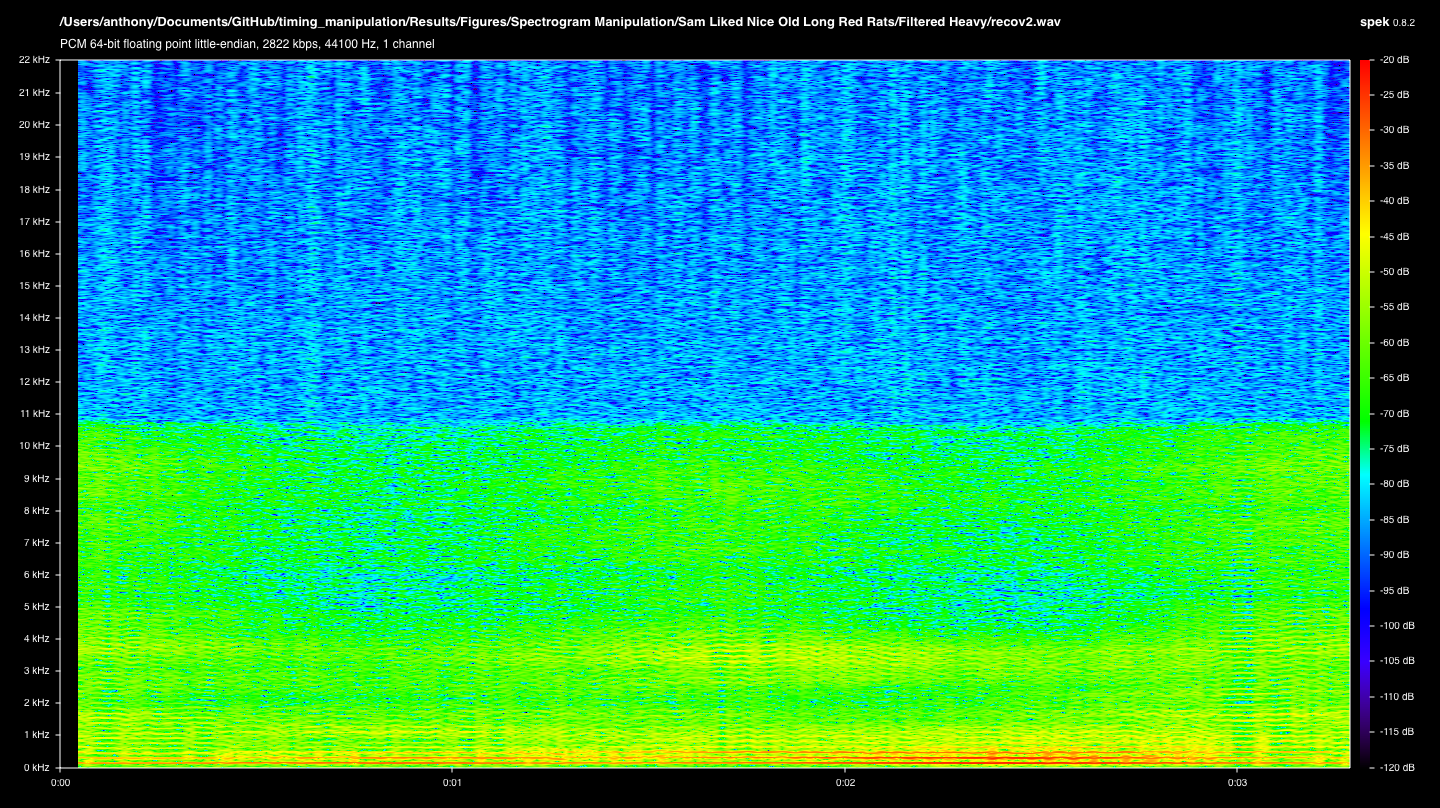 /Users/anthony/Documents/GitHub/timing_manipulation/Results/Figures/Spectrogram Manipulation/Sam Liked Nice Old Long Red Rats/Filtered Heavy/recov2.wav
spek 0.8.2
PCM 64-bit floating point little-endian, 2822 kbps, 44100 Hz, 1 channel
22 kHz
21 kHz
20 kHz
19 kHz
18 kHz
17 kHz
16 kHz
15 kHz
14 kHz
13 kHz
12 kHz
11 kHz
10 kHz
9 kHz
8 kHz
7 kHz
6 kHz
5 kHz
4 kHz
3 kHz
2 kHz
1 kHz
0 kHz
0:00
0:01
0:02
0:03
-20 dB
-25 dB
-30 dB
-35 dB
-40 dB
-45 dB
-50 dB
-55 dB
-60 dB
-65 dB
-70 dB
-75 dB
-80 dB
-85 dB
-90 dB
-95 dB
-100 dB
-105 dB
-110 dB
-115 dB
-120 dB